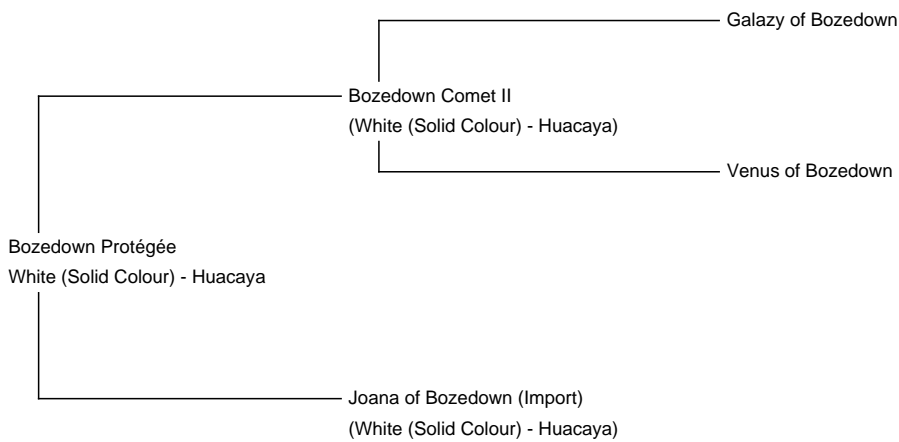 Galazy of Bozedown
Bozedown Comet II
(White (Solid Colour) - Huacaya)
Venus of Bozedown
Bozedown Protégée
White (Solid Colour) - Huacaya
Joana of Bozedown (Import)
(White (Solid Colour) - Huacaya)